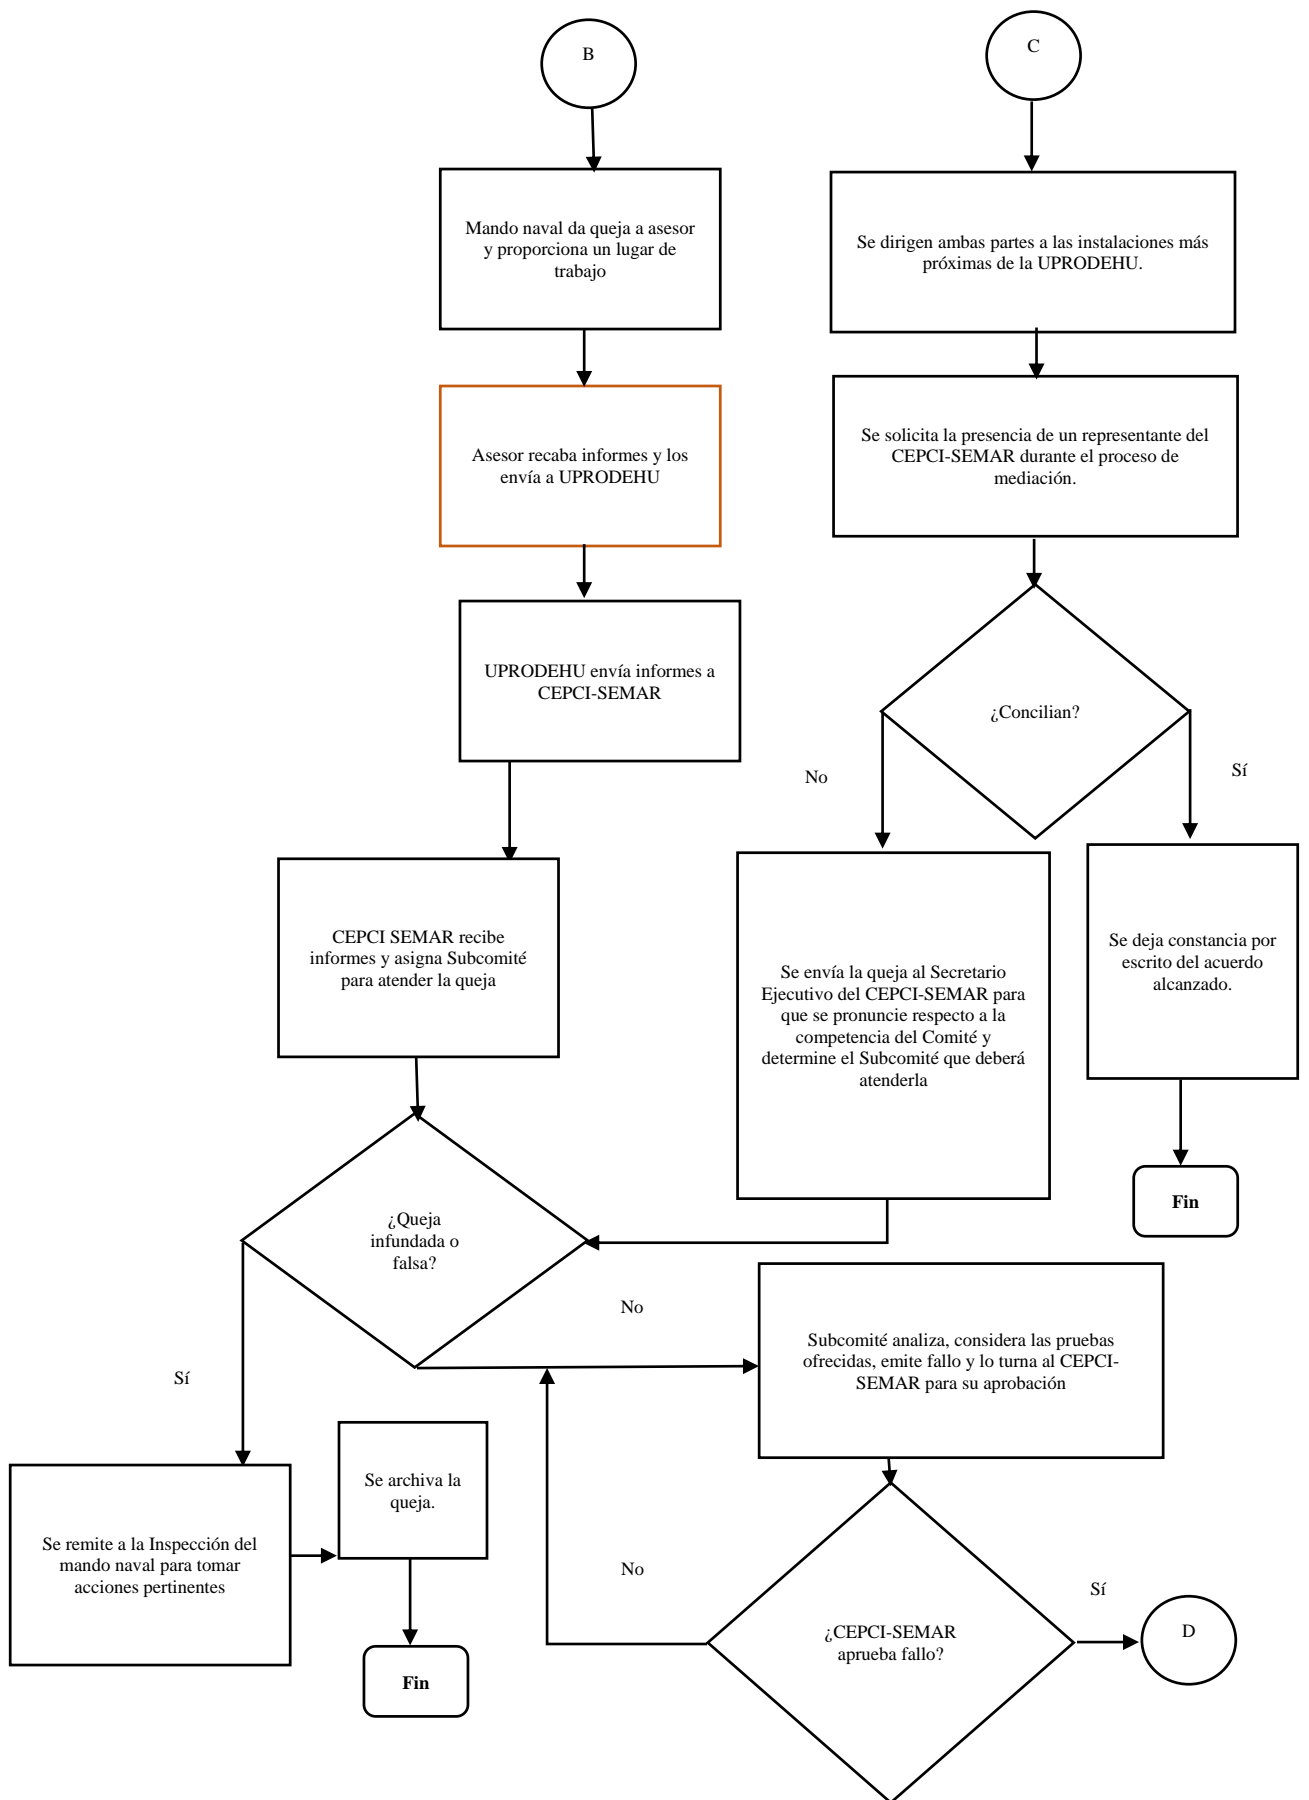 B
C
Mando naval da queja a asesor
y proporciona un lugar de
trabajo
Se dirigen ambas partes a las instalaciones más
próximas de la UPRODEHU.
Asesor recaba informes y los
envía a UPRODEHU
Se solicita la presencia de un representante del
CEPCI-SEMAR durante el proceso de
mediación.
UPRODEHU envía informes a
CEPCI-SEMAR
¿Concilian?
No
Sí
CEPCI SEMAR recibe
informes y asigna Subcomité
para atender la queja
Se envía la queja al Secretario
Ejecutivo del CEPCI-SEMAR para
que se pronuncie respecto a la
competencia del Comité y
determine el Subcomité que deberá
atenderla
Se deja constancia por
escrito del acuerdo
alcanzado.
Fin
¿Queja
infundada o
falsa?
No
Sí
Subcomité analiza, considera las pruebas
ofrecidas, emite fallo y lo turna al CEPCI-
SEMAR para su aprobación
Se archiva la
queja.
Se remite a la Inspección del
mando naval para tomar
acciones pertinentes
Fin
No
¿CEPCI-SEMAR
aprueba fallo?
Sí
D